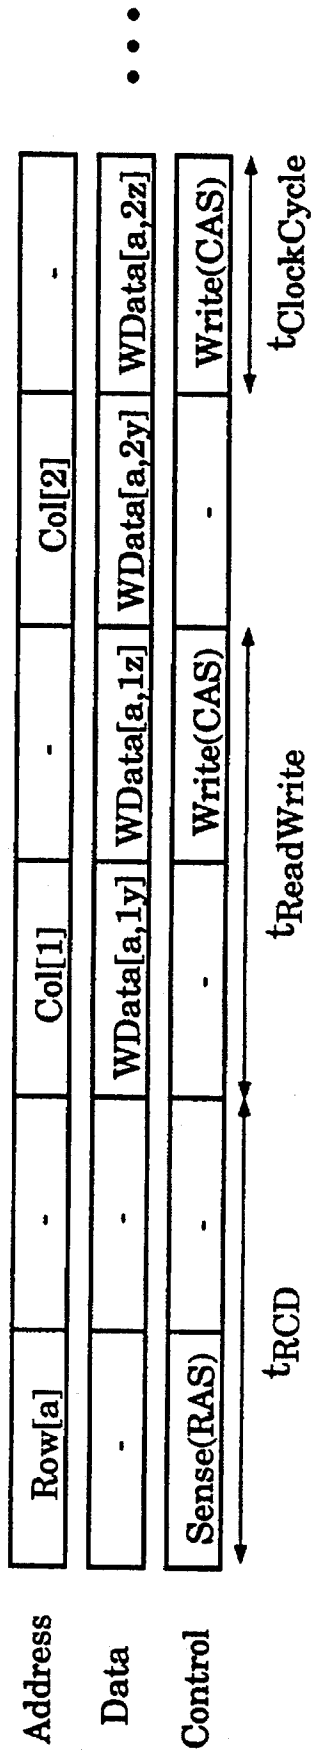 Address Row[a] - Col[1] - Col[2] -
Data - - WData[a,1y] WData[a,1z] WData[a,2y] WData[a,2z] •••
Control Sense(RAS) - - Write(CAS) - Write(CAS)
tRCD tReadWrite tClockCycle